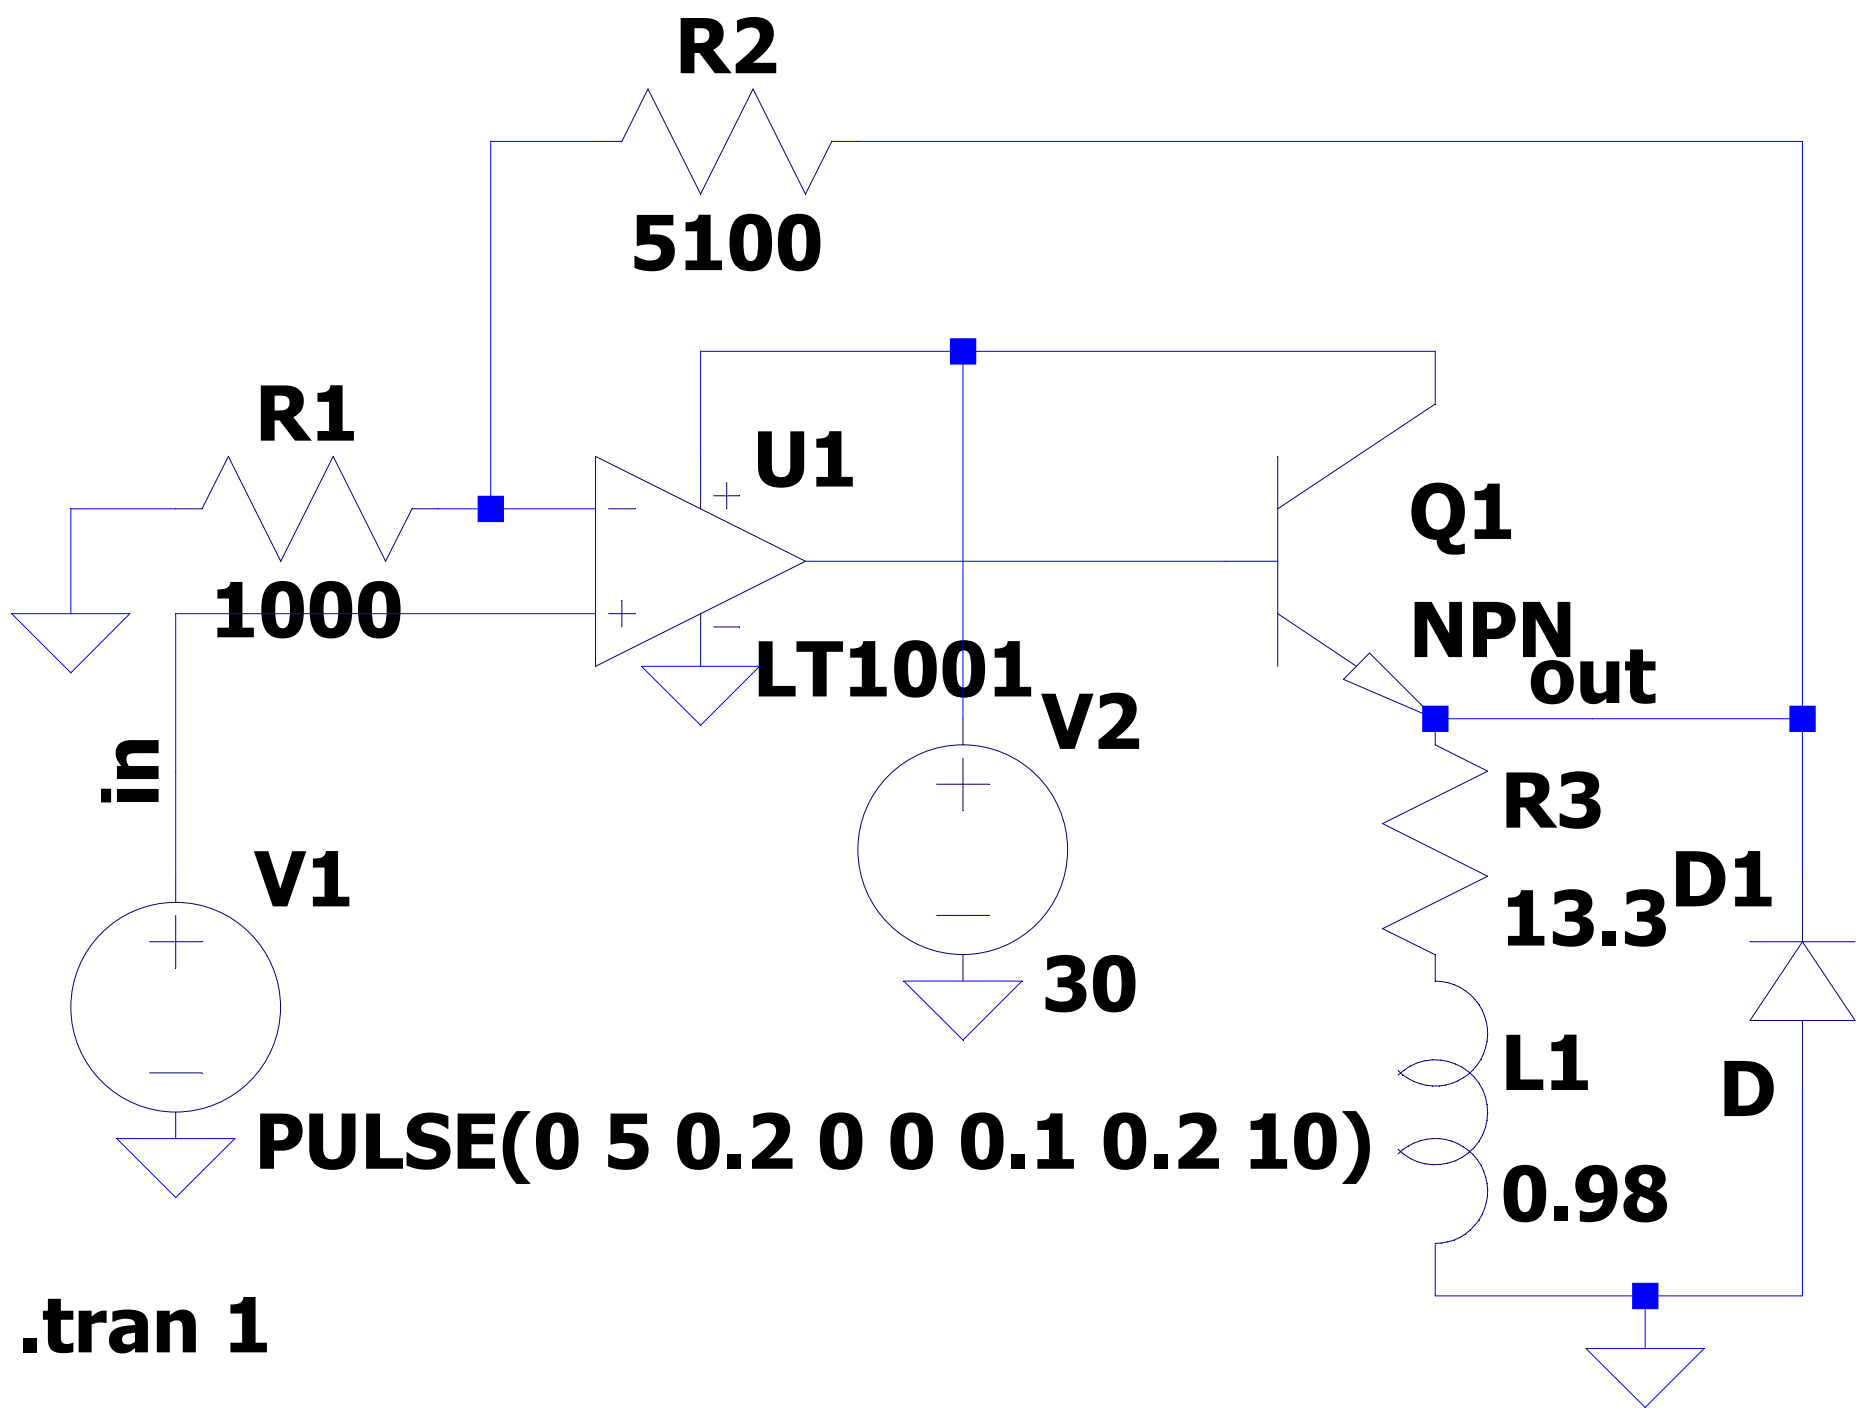 R2
5100
R1
1000
U1
LT1001
Q1
NPN
out
V2
30
in
V1
PULSE(0 5 0.2 0 0 0.1 0.2 10)
R3
13.3
D1
D
L1
0.98
.tran 1